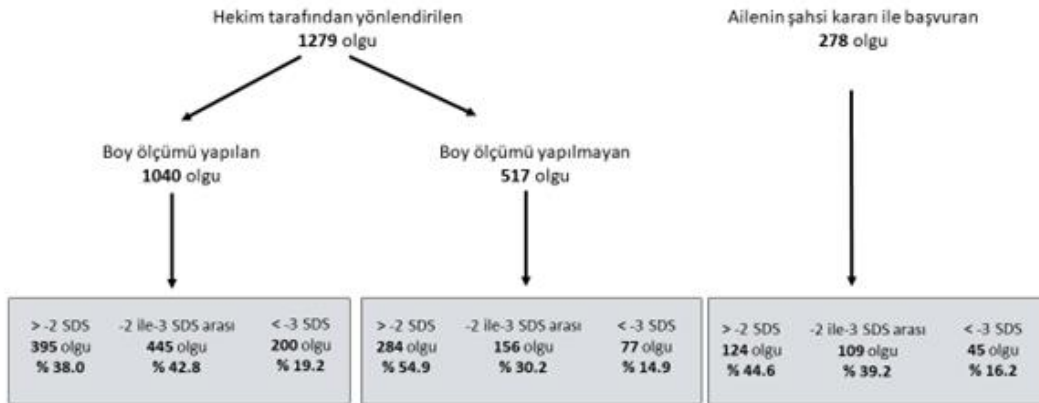 Hekim tarafından yönlendirilen
1279 olgu
Ailenin şahsi kararı ile başvuran
278 olgu
Boy ölçümü yapılan
1040 olgu
Boy ölçümü yapılmayan
517 olgu
> -2 SDS
395 olgu
% 38.0
-2 ile-3 SDS arası
445 olgu
% 42.8
< -3 SDS
200 olgu
% 19.2
> -2 SDS
284 olgu
% 54.9
-2 ile-3 SDS arası
156 olgu
% 30.2
< -3 SDS
77 olgu
% 14.9
> -2 SDS
124 olgu
% 44.6
-2 ile-3 SDS arası
109 olgu
% 39.2
< -3 SDS
45 olgu
% 16.2